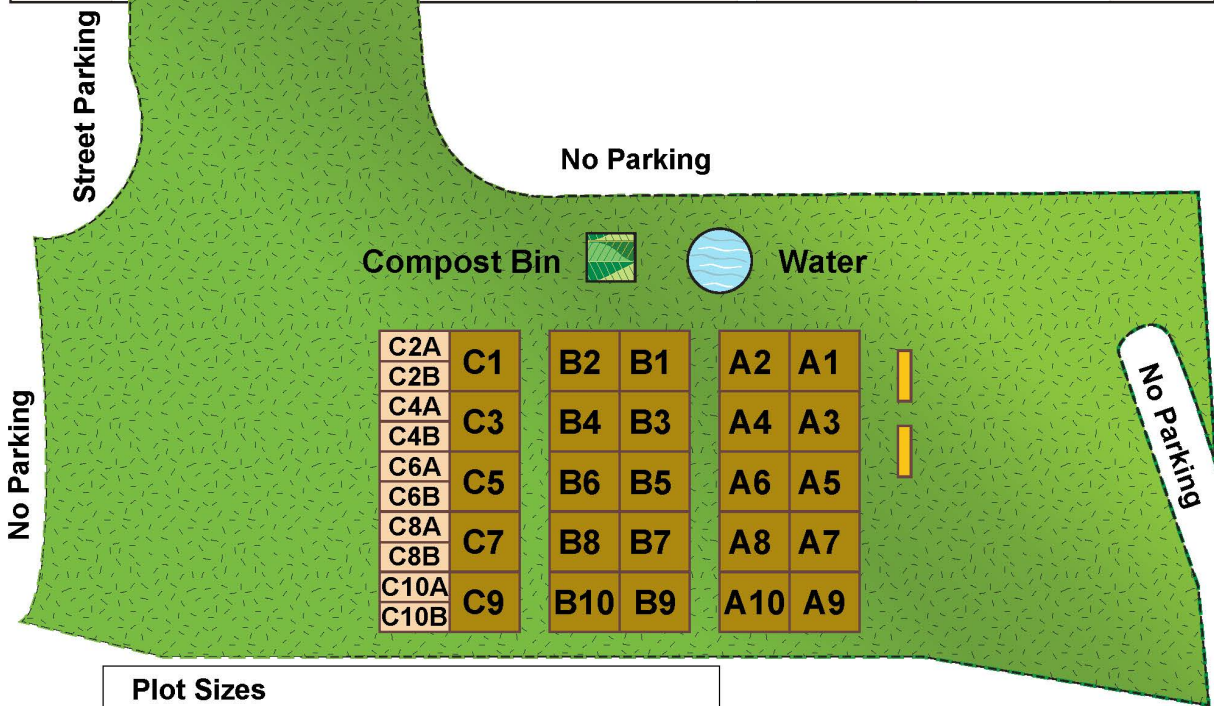 Street Parking
No Parking
Compost Bin
Water
C2A
C2B
C1
B2
B1
A2
A1
C4A
C4B
C3
B4
B3
A4
A3
C6A
C6B
C5
B6
B5
A6
A5
C8A
C8B
C7
B8
B7
A8
A7
C10A
C10B
C9
B10
B9
A10
A9
No Parking
No Parking
Plot Sizes